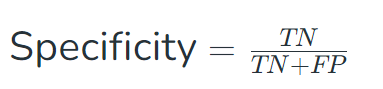 Specificity = TN / TN+FP